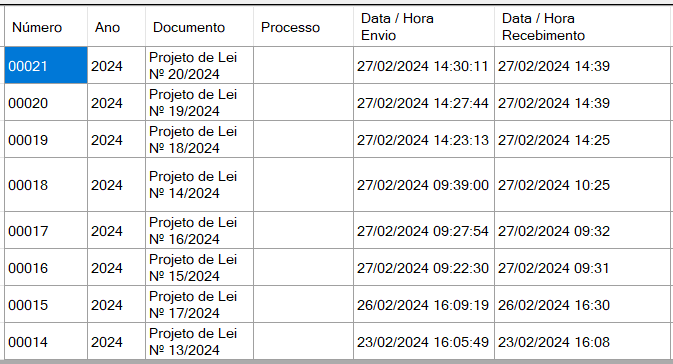 Número Ano Documento Processo Data / Hora Envio Data / Hora Recebimento
00021 2024 Projeto de Lei Nº 20/2024 27/02/2024 14:30:11 27/02/2024 14:39
00020 2024 Projeto de Lei Nº 19/2024 27/02/2024 14:27:44 27/02/2024 14:39
00019 2024 Projeto de Lei Nº 18/2024 27/02/2024 14:23:13 27/02/2024 14:25
00018 2024 Projeto de Lei Nº 14/2024 27/02/2024 09:39:00 27/02/2024 10:25
00017 2024 Projeto de Lei Nº 16/2024 27/02/2024 09:27:54 27/02/2024 09:32
00016 2024 Projeto de Lei Nº 15/2024 27/02/2024 09:22:30 27/02/2024 09:31
00015 2024 Projeto de Lei Nº 17/2024 26/02/2024 16:09:19 26/02/2024 16:30
00014 2024 Projeto de Lei Nº 13/2024 23/02/2024 16:05:49 23/02/2024 16:08